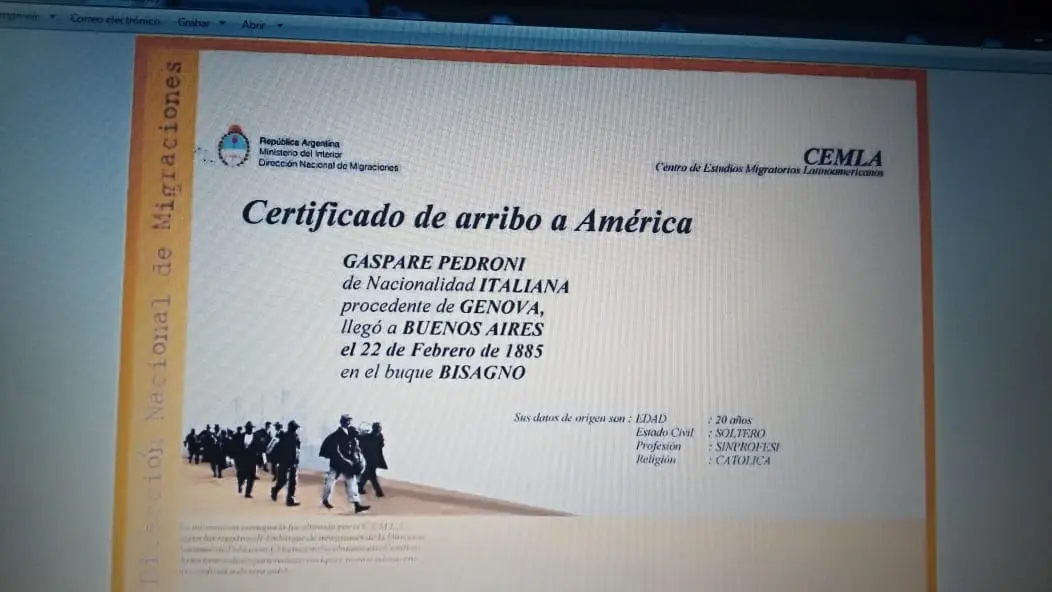 Correo electrónico Grabar Abrir
Dirección Nacional de Migraciones
República Argentina
Ministerio del Interior
Dirección Nacional de Migraciones
CEMLA
Centro de Estudios Migratorios Latinoamericanos
Certificado de arribo a América
GASPARE PEDRONI
de Nacionalidad ITALIANA
procedente de GENOVA,
llegó a BUENOS AIRES
el 22 de Febrero de 1885
en el buque BISAGNO
Sus datos de origen son : EDAD : 20 años
Estado Civil : SOLTERO
Profesión : SINPROFESI
Religión : CATOLICA